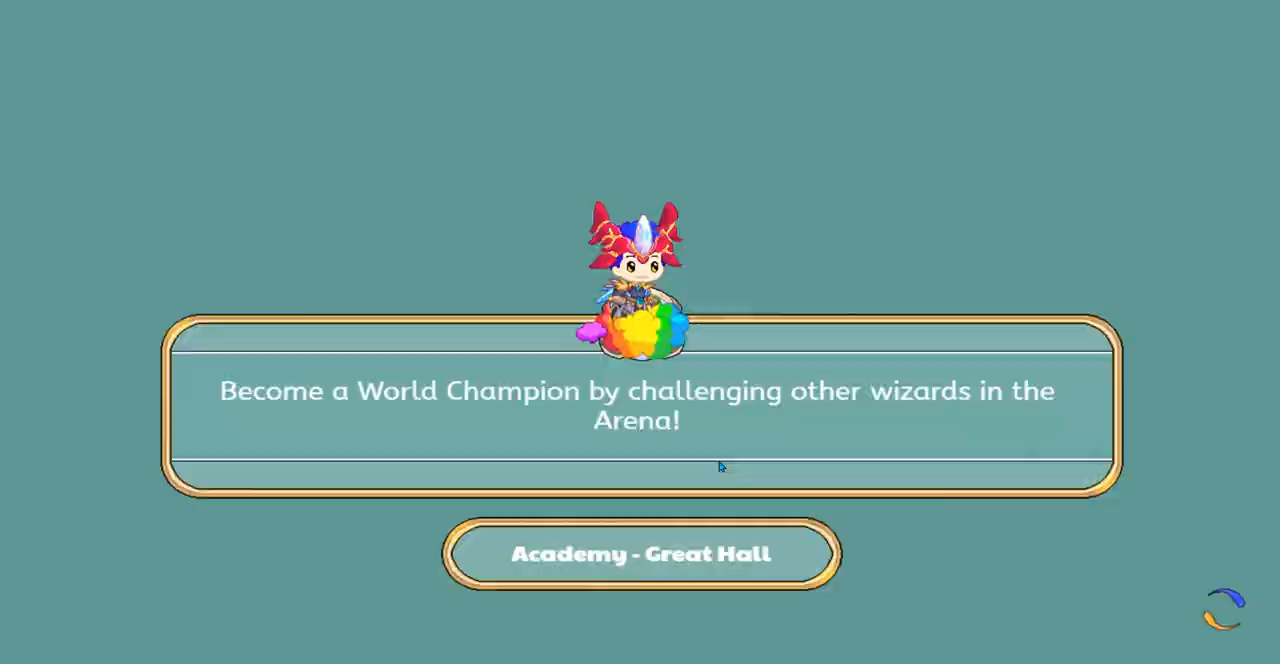 Become a World Champion by challenging other wizards in the
Arena!
Academy - Great Hall